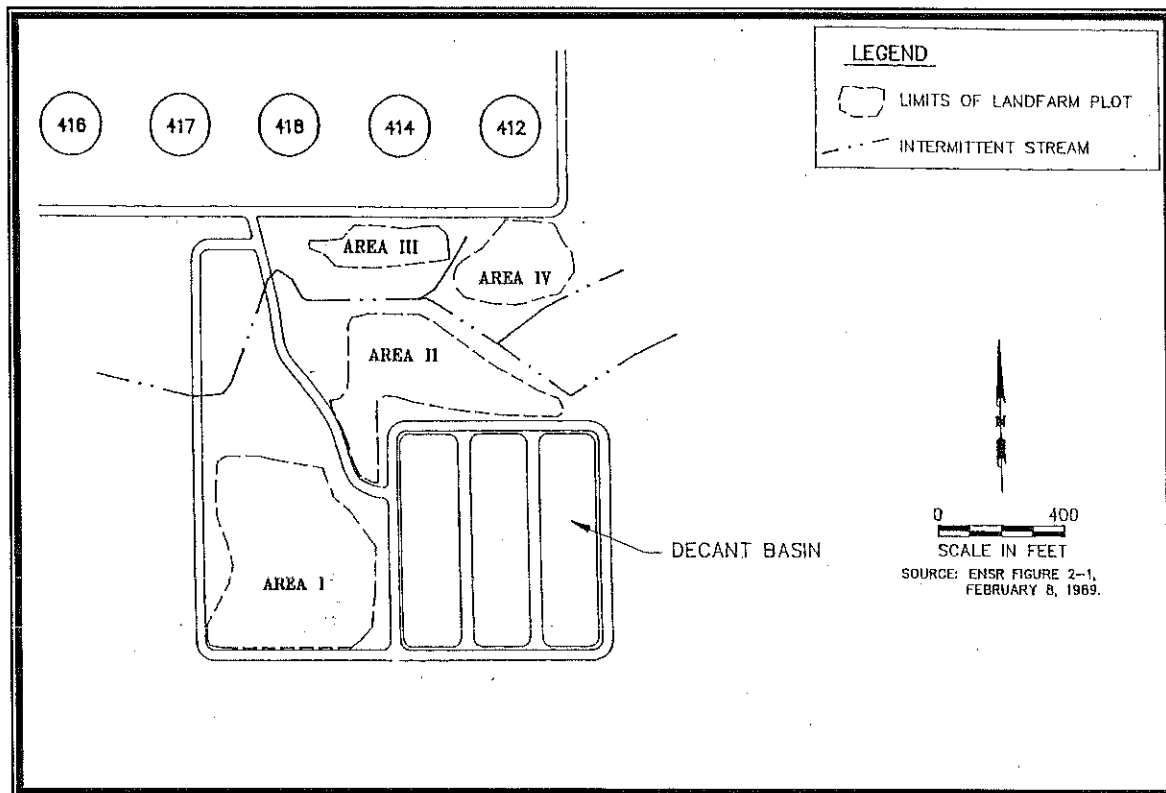 LEGEND
LIMITS OF LANDFARM PLOT
INTERMITTENT STREAM
416
417
418
414
412
AREA III
AREA IV
AREA II
AREA I
DECANT BASIN
N
0 400
SCALE IN FEET
SOURCE: ENSR FIGURE 2-1,
FEBRUARY 8, 1989.